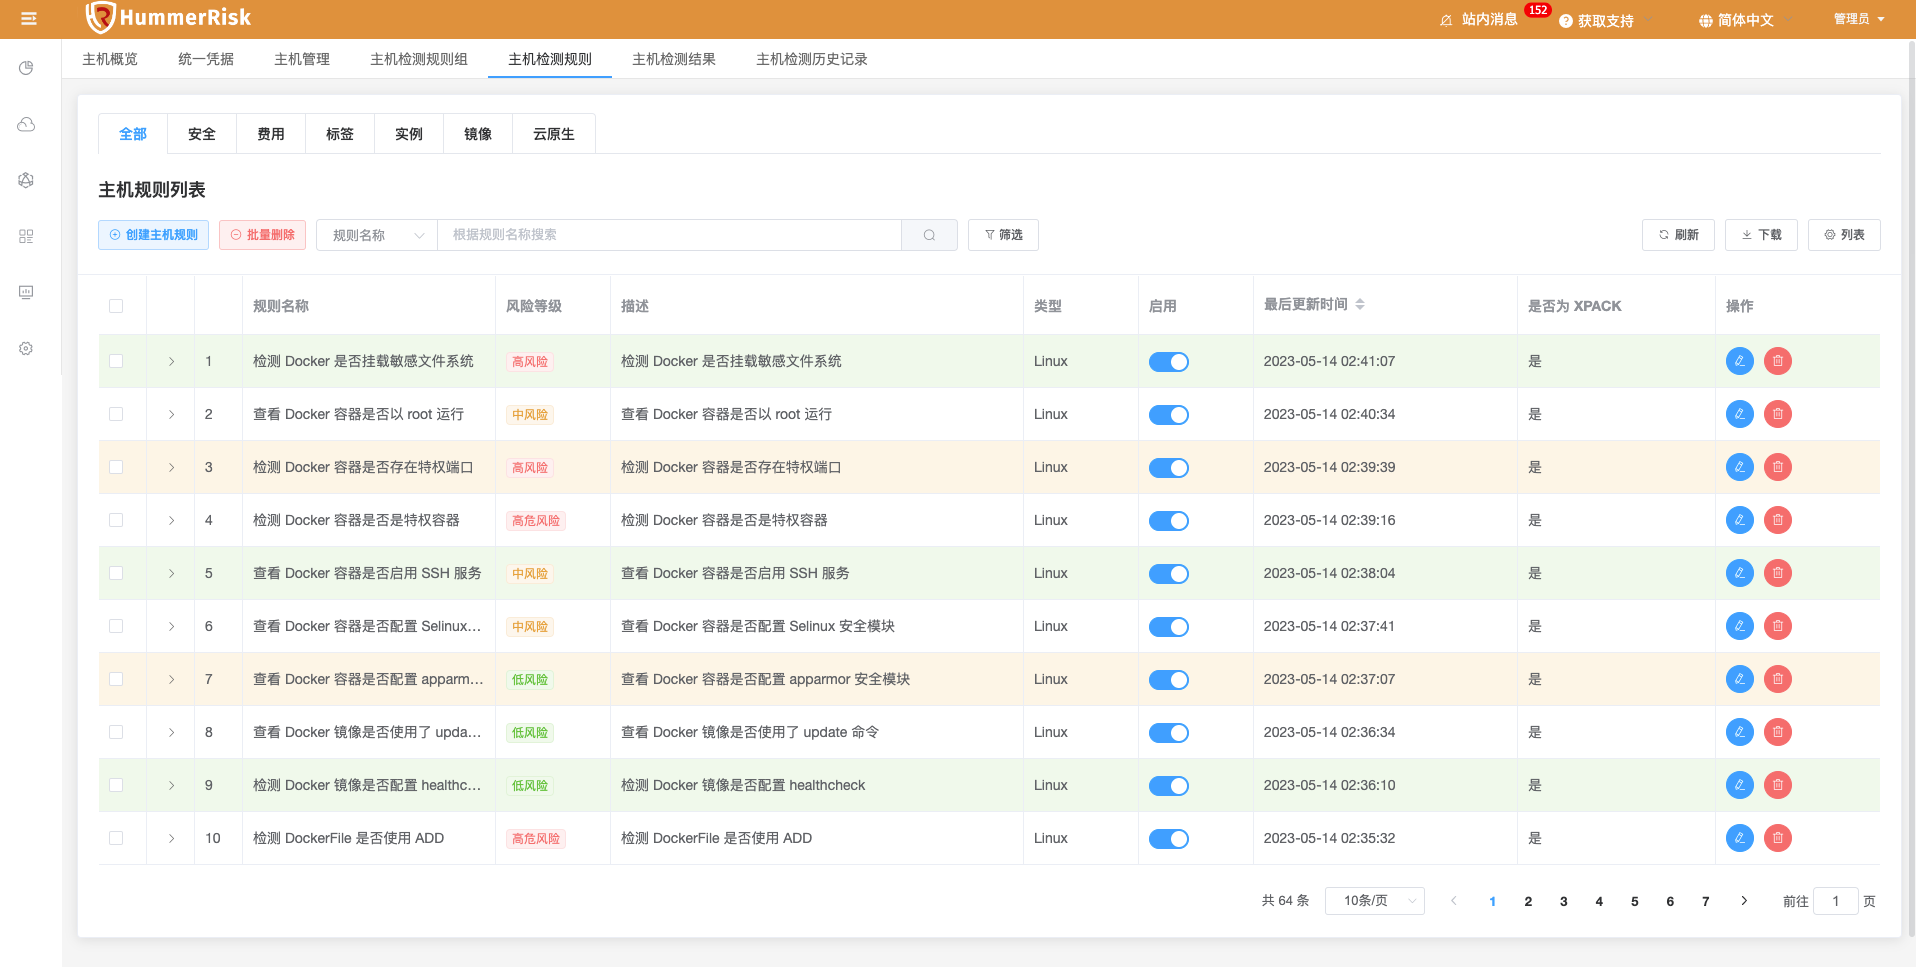 HummerRisk
站内消息 152 获取支持 简体中文 管理员
主机概览 统一凭据 主机管理 主机检测规则组 主机检测规则 主机检测结果 主机检测历史记录
全部 安全 费用 标签 实例 镜像 云原生
主机规则列表
创建主机规则 批量删除 规则名称 根据规则名称搜索 筛选 刷新 下载 列表
规则名称 风险等级 描述 类型 启用 最后更新时间 是否为 XPACK 操作
1 检测 Docker 是否挂载敏感文件系统 高风险 检测 Docker 是否挂载敏感文件系统 Linux 2023-05-14 02:41:07 是
2 查看 Docker 容器是否以 root 运行 中风险 查看 Docker 容器是否以 root 运行 Linux 2023-05-14 02:40:34 是
3 检测 Docker 容器是否存在特权端口 高风险 检测 Docker 容器是否存在特权端口 Linux 2023-05-14 02:39:39 是
4 检测 Docker 容器是否是特权容器 高危风险 检测 Docker 容器是否是特权容器 Linux 2023-05-14 02:39:16 是
5 查看 Docker 容器是否启用 SSH 服务 中风险 查看 Docker 容器是否启用 SSH 服务 Linux 2023-05-14 02:38:04 是
6 查看 Docker 容器是否配置 Selinux... 中风险 查看 Docker 容器是否配置 Selinux 安全模块 Linux 2023-05-14 02:37:41 是
7 查看 Docker 容器是否配置 apparm... 低风险 查看 Docker 容器是否配置 apparmor 安全模块 Linux 2023-05-14 02:37:07 是
8 查看 Docker 镜像是否使用了 upda... 低风险 查看 Docker 镜像是否使用了 update 命令 Linux 2023-05-14 02:36:34 是
9 检测 Docker 镜像是否配置 healthc... 低风险 检测 Docker 镜像是否配置 healthcheck Linux 2023-05-14 02:36:10 是
10 检测 DockerFile 是否使用 ADD 高危风险 检测 DockerFile 是否使用 ADD Linux 2023-05-14 02:35:32 是
共 64 条 10条/页 1 2 3 4 5 6 7 前往 1 页